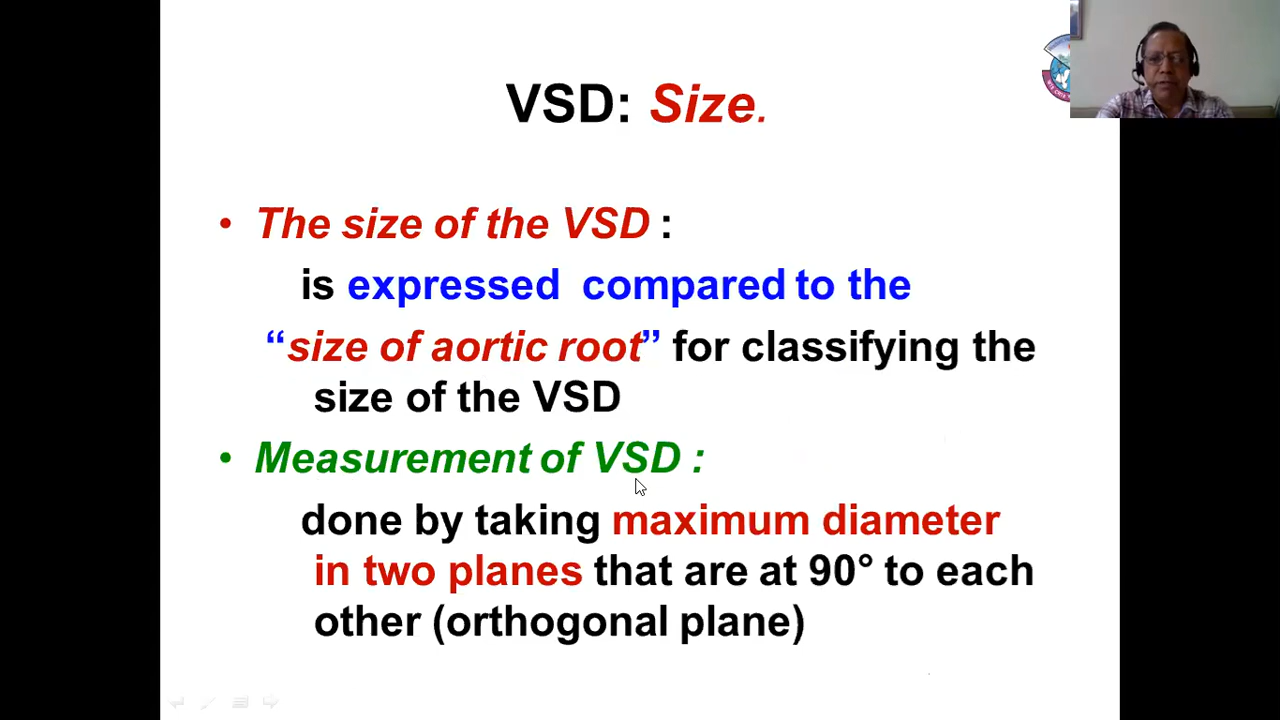 VSD: Size.
• The size of the VSD :
is expressed compared to the
“size of aortic root” for classifying the
size of the VSD
• Measurement of VSD :
done by taking maximum diameter
in two planes that are at 90° to each
other (orthogonal plane)